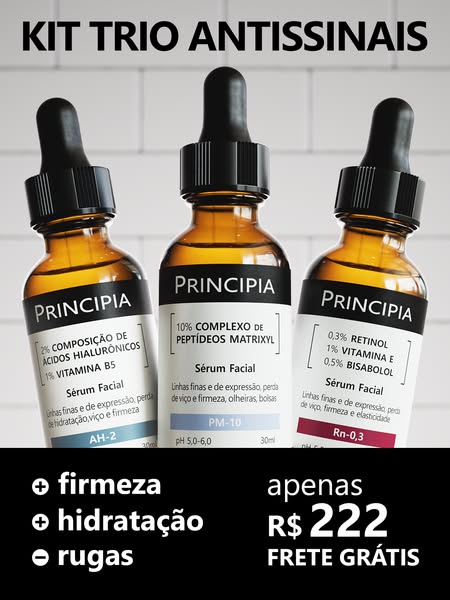 KIT TRIO ANTISSINAIS
PRINCIPIA
2% COMPOSIÇÃO DE
ÁCIDOS HIALURÔNICOS
1% VITAMINA B5
Sérum Facial
Linhas finas e de expressão, perda
de hidratação, viço e firmeza
AH-2
30ml
PRINCIPIA
10% COMPLEXO DE
PEPTÍDEOS MATRIXYL
Sérum Facial
Linhas finas e de expressão, perda
de viço e firmeza, olheiras, bolsas
PM-10
pH 5,0-6,0 30ml
PRINCIPIA
0,3% RETINOL
1% VITAMINA E
0,5% BISABOLOL
Sérum Facial
Linhas finas e de expressão, perda
de viço, firmeza e elasticidade
Rn-0,3
+ firmeza
+ hidratação
- rugas
apenas
R$ 222
FRETE GRÁTIS